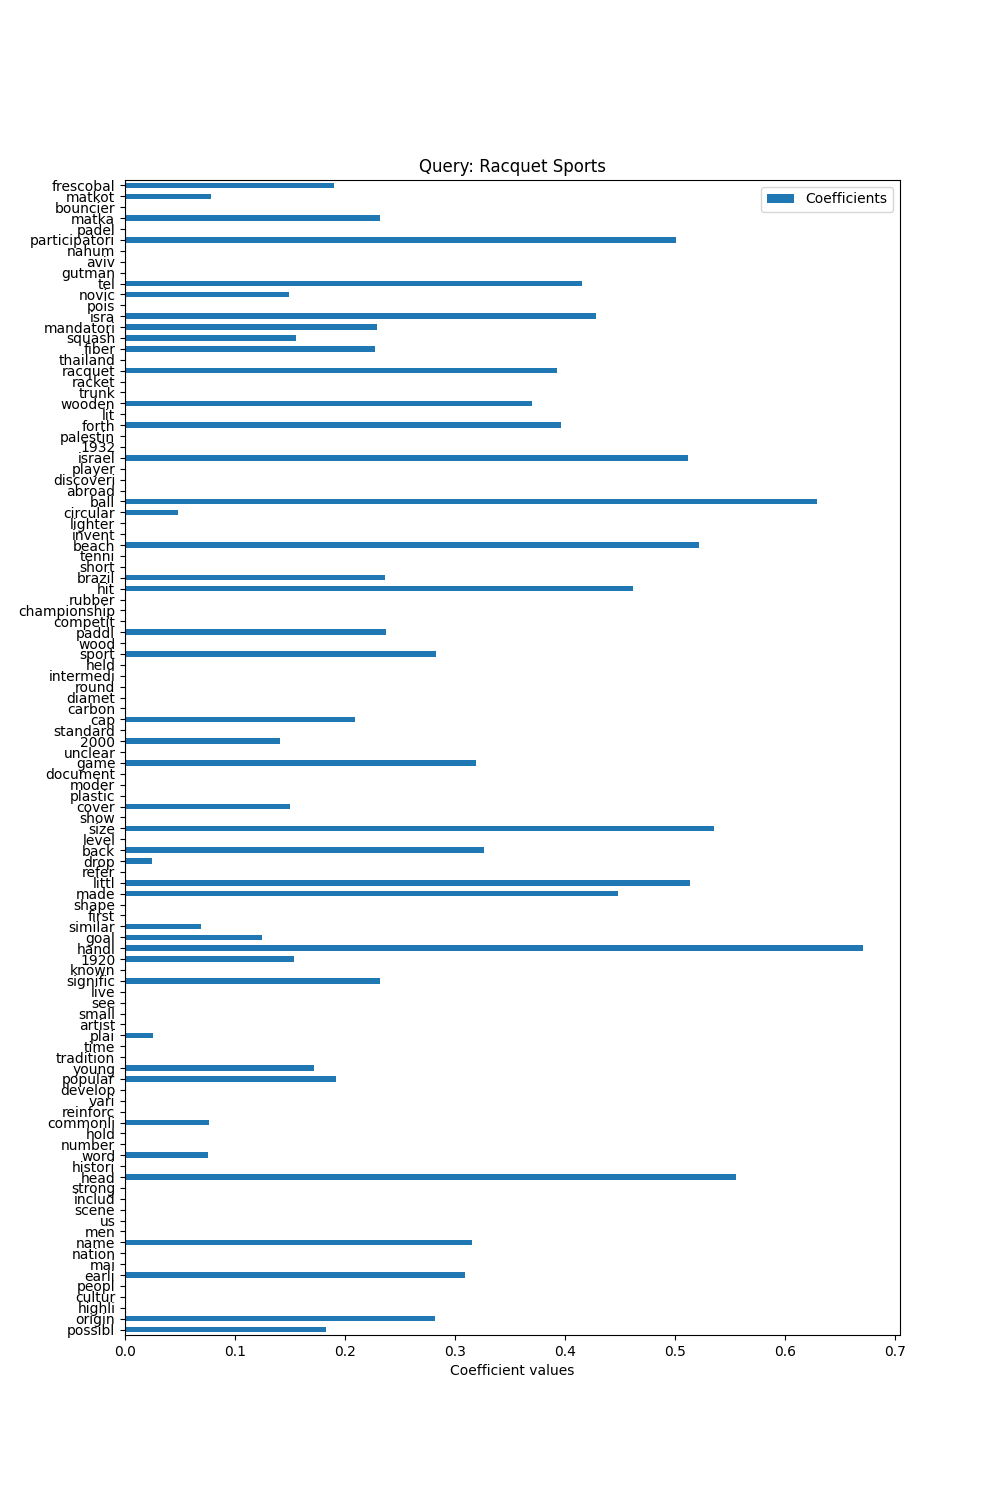 Query: Racquet Sports
Coefficients
frescobal
matkot
bouncier
matka
padel
participatori
nahum
aviv
gutman
tel
novic
pois
isra
mandatori
squash
fiber
thailand
racquet
racket
trunk
wooden
lit
forth
palestin
1932
israel
player
discoveri
abroad
ball
circular
lighter
invent
beach
tenni
short
brazil
hit
rubber
championship
competit
paddl
wood
sport
held
intermedi
round
diamet
carbon
cap
standard
2000
unclear
game
document
moder
plastic
cover
show
size
level
back
drop
refer
littl
made
shape
first
similar
goal
handl
1920
known
signific
live
see
small
artist
plai
time
tradition
young
popular
develop
vari
reinforc
commonli
hold
number
word
histori
head
strong
includ
scene
us
men
name
nation
mai
earli
peopl
cultur
highli
origin
possibl
0.0 0.1 0.2 0.3 0.4 0.5 0.6 0.7
Coefficient values